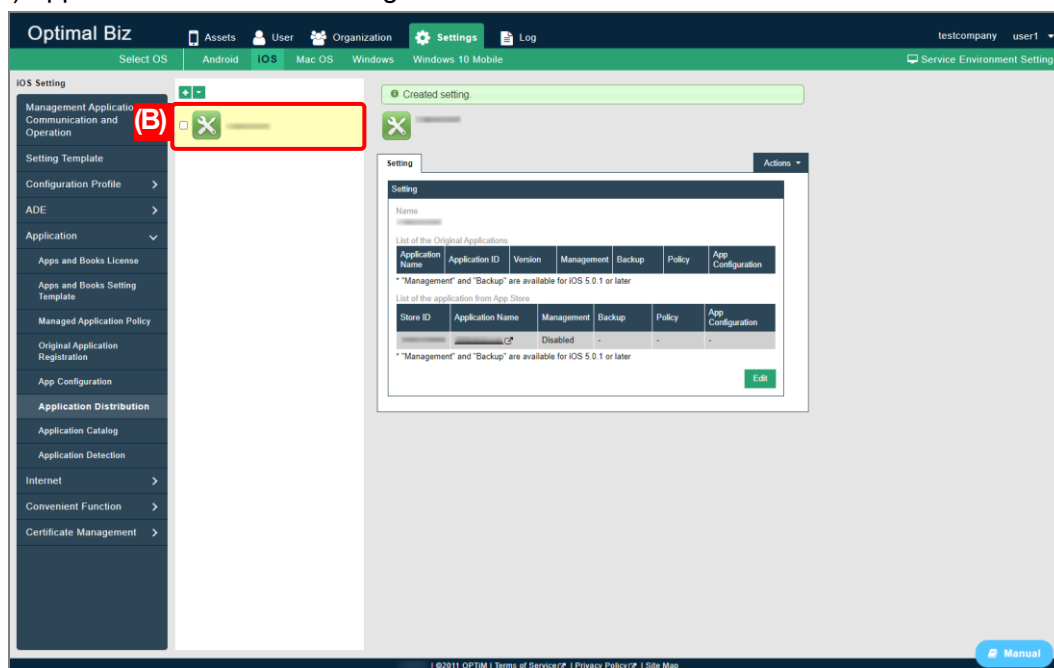 Optimal Biz
Assets User Organization Settings Log
testcompany user1
Select OS Android iOS Mac OS Windows Windows 10 Mobile Service Environment Setting
iOS Setting
Management Applicatio
Communication and
Operation
Setting Template
Configuration Profile
ADE
Application
Apps and Books License
Apps and Books Setting
Template
Managed Application Policy
Original Application
Registration
App Configuration
Application Distribution
Application Catalog
Application Detection
Internet
Convenient Function
Certificate Management
+ -
(B)
Created setting.
Setting
Actions
Setting
Name
List of the Original Applications
Application Name Application ID Version Management Backup Policy App Configuration
* "Management" and "Backup" are available for iOS 5.0.1 or later
List of the application from App Store
Store ID Application Name Management Backup Policy App Configuration
Disabled - - -
* "Management" and "Backup" are available for iOS 5.0.1 or later
Edit
Manual
| ©2011 OPTiM | Terms of Service | Privacy Policy | Site Map